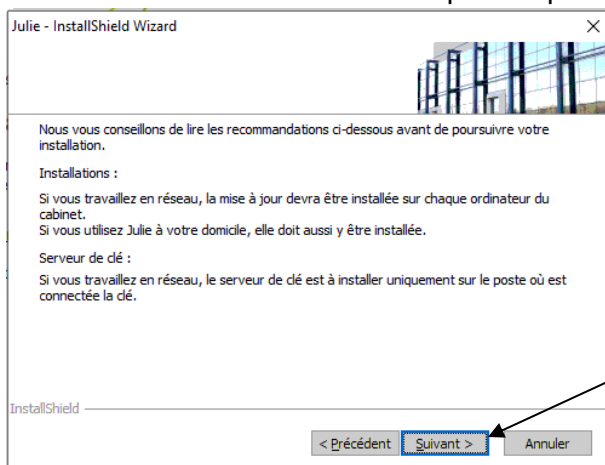 Julie - InstallShield Wizard
Nous vous conseillons de lire les recommandations ci-dessous avant de poursuivre votre
installation.
Installations :
Si vous travaillez en réseau, la mise à jour devra être installée sur chaque ordinateur du
cabinet.
Si vous utilisez Julie à votre domicile, elle doit aussi y être installée.
Serveur de clé :
Si vous travaillez en réseau, le serveur de clé est à installer uniquement sur le poste où est
connectée la clé.
InstallShield
< Précédent Suivant > Annuler